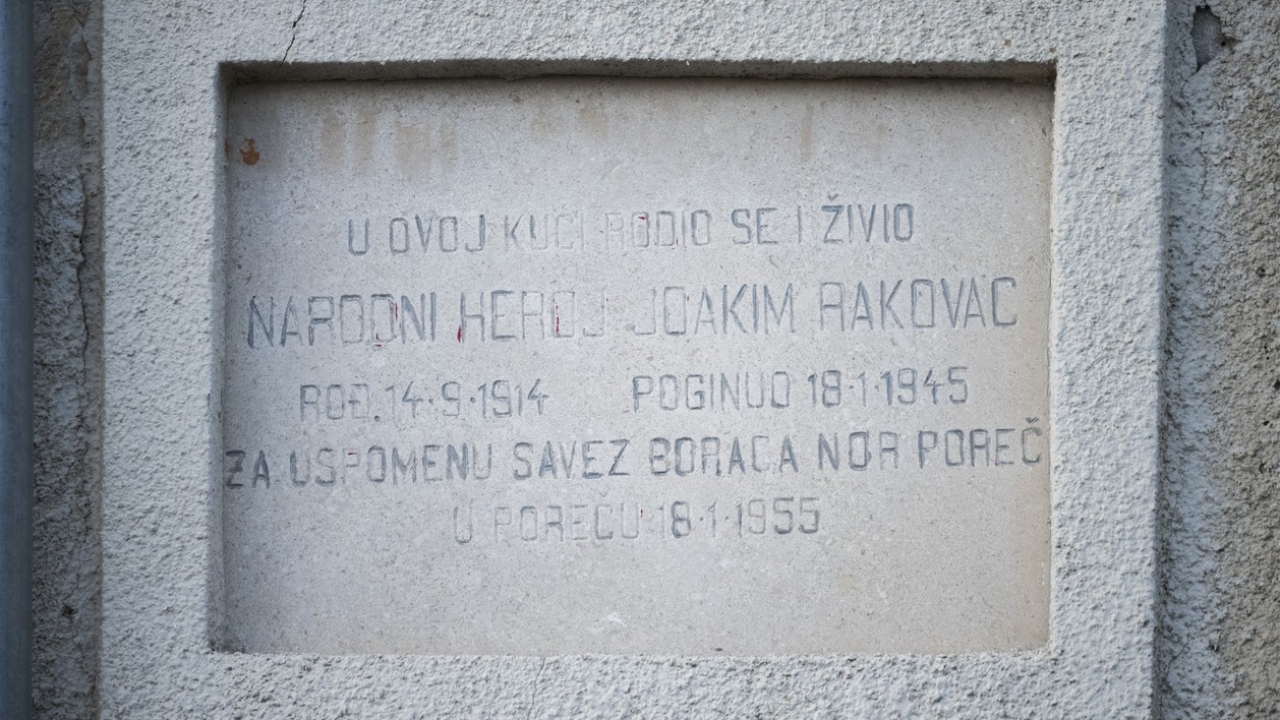 U OVOJ KUĆI RODIO SE I ŽIVIO
NARODNI HEROJ JOAKIM RAKOVAC
ROĐ. 14·9·1914 POGINUO 18·1·1945
ZA USPOMENU SAVEZ BORACA NOR POREČ
U POREČU 18·1·1955